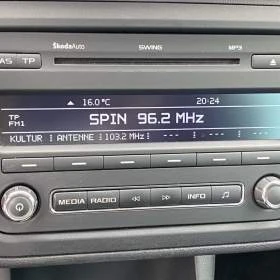 ŠkodaAuto SWING MP3
AS TP
▲ 16.0°C 20·24
TP
FM1
SPIN 96.2 MHz
KULTUR ANTENNE 103.2 MHz --- --- ---
MEDIA RADIO INFO